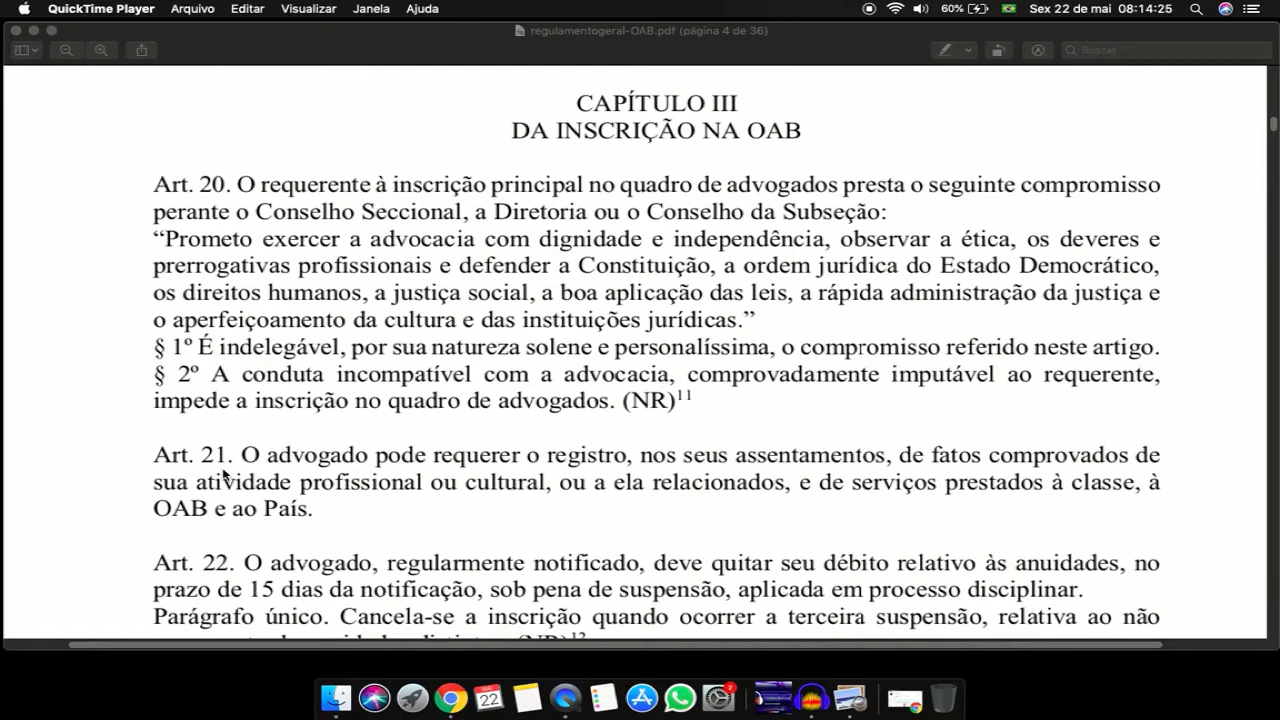 QuickTime Player Arquivo Editar Visualizar Janela Ajuda 60% Sex 22 de mai 08:14:25
regulamentogeral-OAB.pdf (página 4 de 36)
Buscar
CAPÍTULO III
DA INSCRIÇÃO NA OAB
Art. 20. O requerente à inscrição principal no quadro de advogados presta o seguinte compromisso
perante o Conselho Seccional, a Diretoria ou o Conselho da Subseção:
“Prometo exercer a advocacia com dignidade e independência, observar a ética, os deveres e
prerrogativas profissionais e defender a Constituição, a ordem jurídica do Estado Democrático,
os direitos humanos, a justiça social, a boa aplicação das leis, a rápida administração da justiça e
o aperfeiçoamento da cultura e das instituições jurídicas.”
§ 1º É indelegável, por sua natureza solene e personalíssima, o compromisso referido neste artigo.
§ 2º A conduta incompatível com a advocacia, comprovadamente imputável ao requerente,
impede a inscrição no quadro de advogados. (NR)11
Art. 21. O advogado pode requerer o registro, nos seus assentamentos, de fatos comprovados de
sua atividade profissional ou cultural, ou a ela relacionados, e de serviços prestados à classe, à
OAB e ao País.
Art. 22. O advogado, regularmente notificado, deve quitar seu débito relativo às anuidades, no
prazo de 15 dias da notificação, sob pena de suspensão, aplicada em processo disciplinar.
Parágrafo único. Cancela-se a inscrição quando ocorrer a terceira suspensão, relativa ao não
22